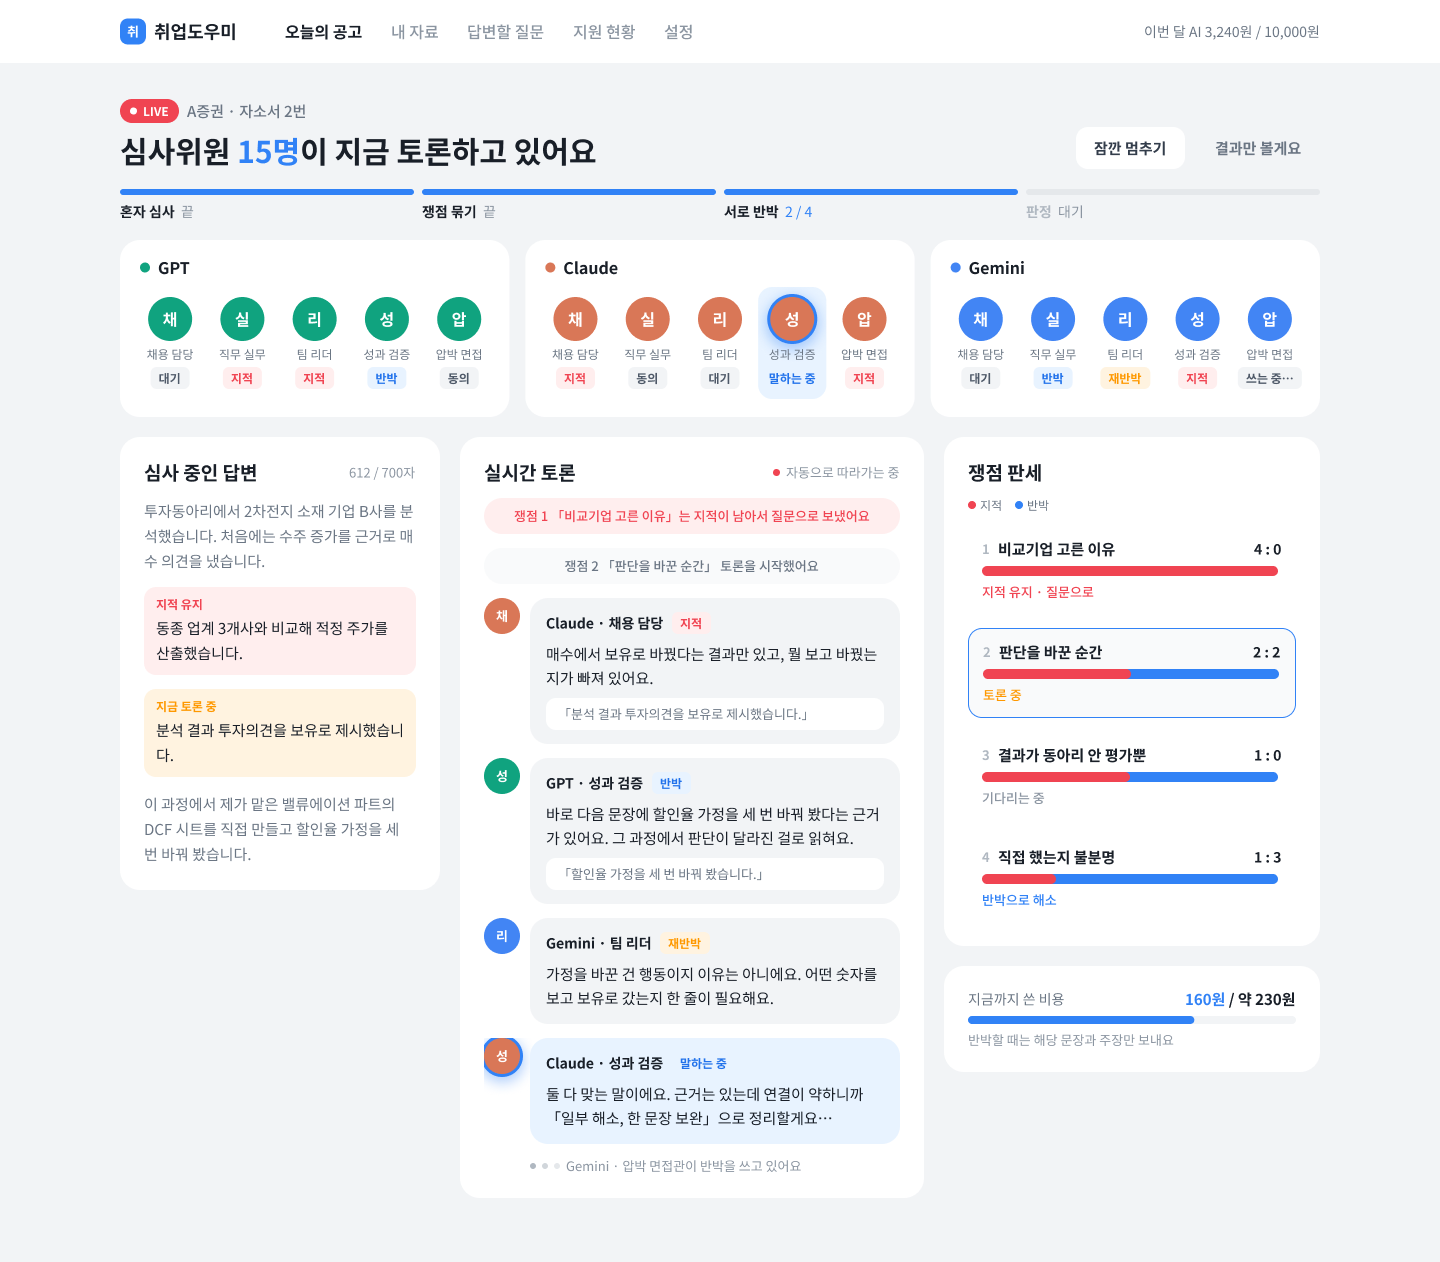 취 취업도우미 오늘의 공고 내 자료 답변할 질문 지원 현황 설정 이번 달 AI 3,240원 / 10,000원
LIVE A증권 · 자소서 2번
심사위원 15명이 지금 토론하고 있어요 잠깐 멈추기 결과만 볼게요
혼자 심사 끝 쟁점 묶기 끝 서로 반박 2 / 4 판정 대기
GPT
채 실 리 성 압
채용 담당 직무 실무 팀 리더 성과 검증 압박 면접
대기 지적 지적 반박 동의
Claude
채 실 리 성 압
채용 담당 직무 실무 팀 리더 성과 검증 압박 면접
지적 동의 대기 말하는 중 지적
Gemini
채 실 리 성 압
채용 담당 직무 실무 팀 리더 성과 검증 압박 면접
대기 반박 재반박 지적 쓰는 중…
심사 중인 답변 612 / 700자
투자동아리에서 2차전지 소재 기업 B사를 분
석했습니다. 처음에는 수주 증가를 근거로 매
수 의견을 냈습니다.
지적 유지
동종 업계 3개사와 비교해 적정 주가를
산출했습니다.
지금 토론 중
분석 결과 투자의견을 보유로 제시했습니
다.
이 과정에서 제가 맡은 밸류에이션 파트의
DCF 시트를 직접 만들고 할인율 가정을 세
번 바꿔 봤습니다.
실시간 토론 자동으로 따라가는 중
쟁점 1 「비교기업 고른 이유」는 지적이 남아서 질문으로 보냈어요
쟁점 2 「판단을 바꾼 순간」 토론을 시작했어요
채 Claude · 채용 담당 지적
매수에서 보유로 바꿨다는 결과만 있고, 뭘 보고 바꿨는
지가 빠져 있어요.
「분석 결과 투자의견을 보유로 제시했습니다.」
성 GPT · 성과 검증 반박
바로 다음 문장에 할인율 가정을 세 번 바꿔 봤다는 근거
가 있어요. 그 과정에서 판단이 달라진 걸로 읽혀요.
「할인율 가정을 세 번 바꿔 봤습니다.」
리 Gemini · 팀 리더 재반박
가정을 바꾼 건 행동이지 이유는 아니에요. 어떤 숫자를
보고 보유로 갔는지 한 줄이 필요해요.
성 Claude · 성과 검증 말하는 중
둘 다 맞는 말이에요. 근거는 있는데 연결이 약하니까
「일부 해소, 한 문장 보완」으로 정리할게요…
Gemini · 압박 면접관이 반박을 쓰고 있어요
쟁점 판세
지적 반박
1 비교기업 고른 이유 4 : 0
지적 유지 · 질문으로
2 판단을 바꾼 순간 2 : 2
토론 중
3 결과가 동아리 안 평가뿐 1 : 0
기다리는 중
4 직접 했는지 불분명 1 : 3
반박으로 해소
지금까지 쓴 비용 160원 / 약 230원
반박할 때는 해당 문장과 주장만 보내요